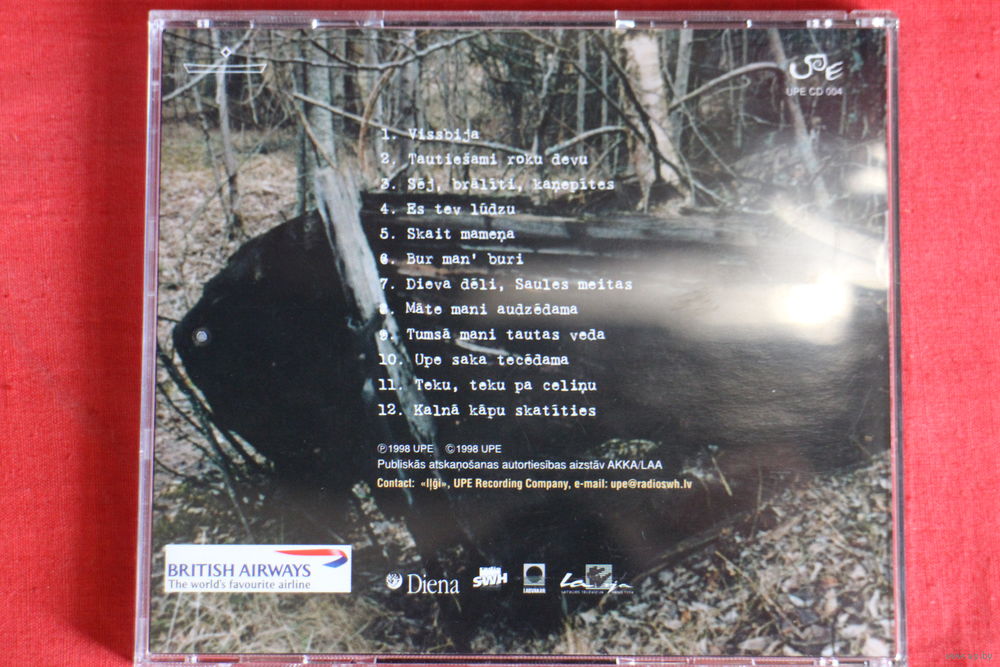 UPE
UPE CD 004
1. Vissbija
2. Tautiešami roku devu
3. Sēj, brālīti, kaņepītes
4. Es tev lūdzu
5. Skait mameņa
6. Bur man' buri
7. Dieva dēli, Saules meitas
8. Māte mani audzēdama
9. Tumsā mani tautas veda
10. Upe saka tecēdama
11. Teku, teku pa celiņu
12. Kalnā kāpu skatīties
Ⓟ1998 UPE ©1998 UPE
Publiskās atskaņošanas autortiesības aizstāv AKKA/LAA
Contact: «Iļģi», UPE Recording Company, e-mail: upe@radioswh.lv
BRITISH AIRWAYS
The world's favourite airline
Diena
SWH